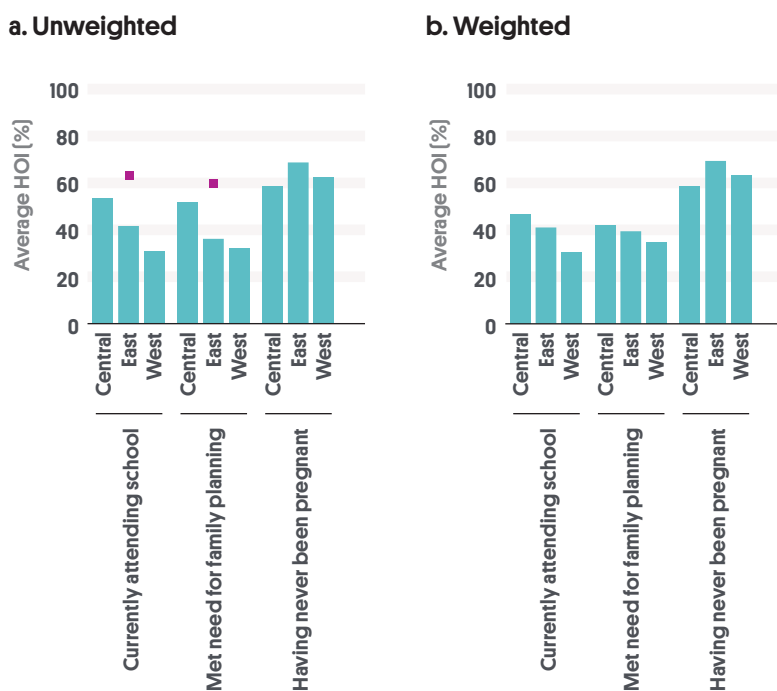 a. Unweighted
Average HOI (%)
100
80
60
40
20
0
Central
East
West
Central
East
West
Central
East
West
Currently attending school
Met need for family planning
Having never been pregnant
b. Weighted
Average HOI (%)
100
80
60
40
20
0
Central
East
West
Central
East
West
Central
East
West
Currently attending school
Met need for family planning
Having never been pregnant